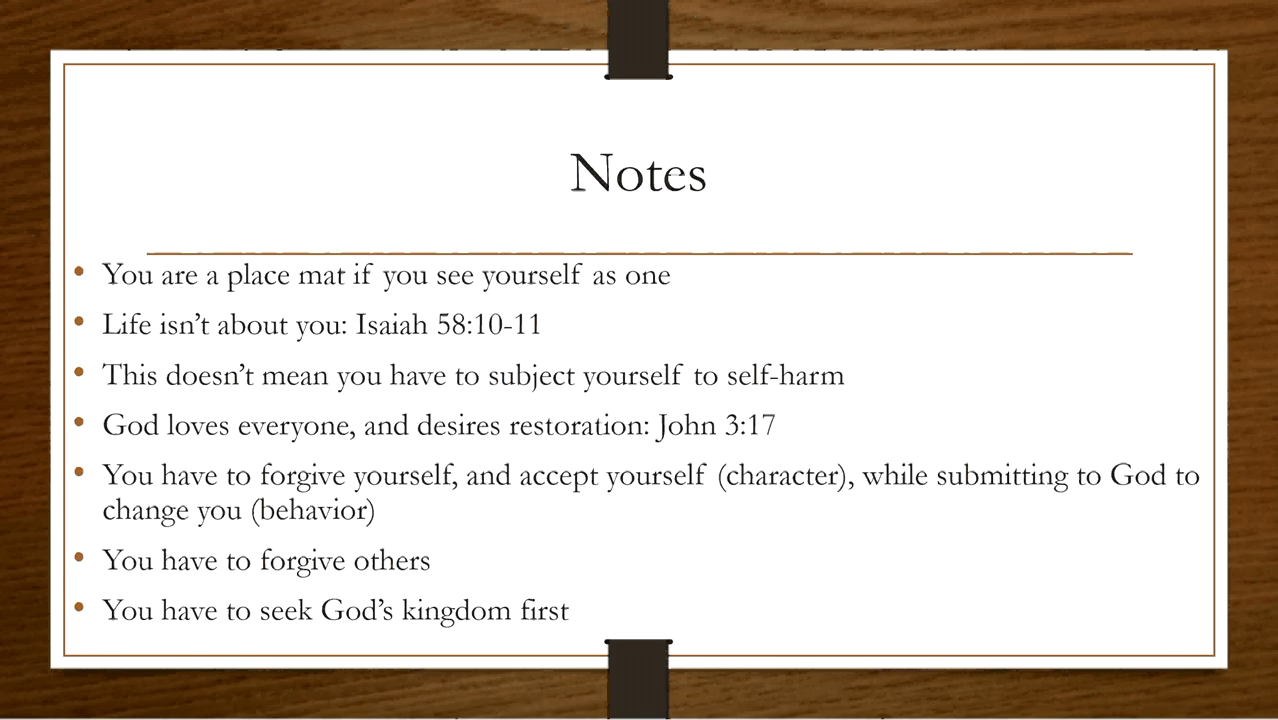 Notes
• You are a place mat if you see yourself as one
• Life isn't about you: Isaiah 58:10-11
• This doesn't mean you have to subject yourself to self-harm
• God loves everyone, and desires restoration: John 3:17
• You have to forgive yourself, and accept yourself (character), while submitting to God to
change you (behavior)
• You have to forgive others
• You have to seek God's kingdom first